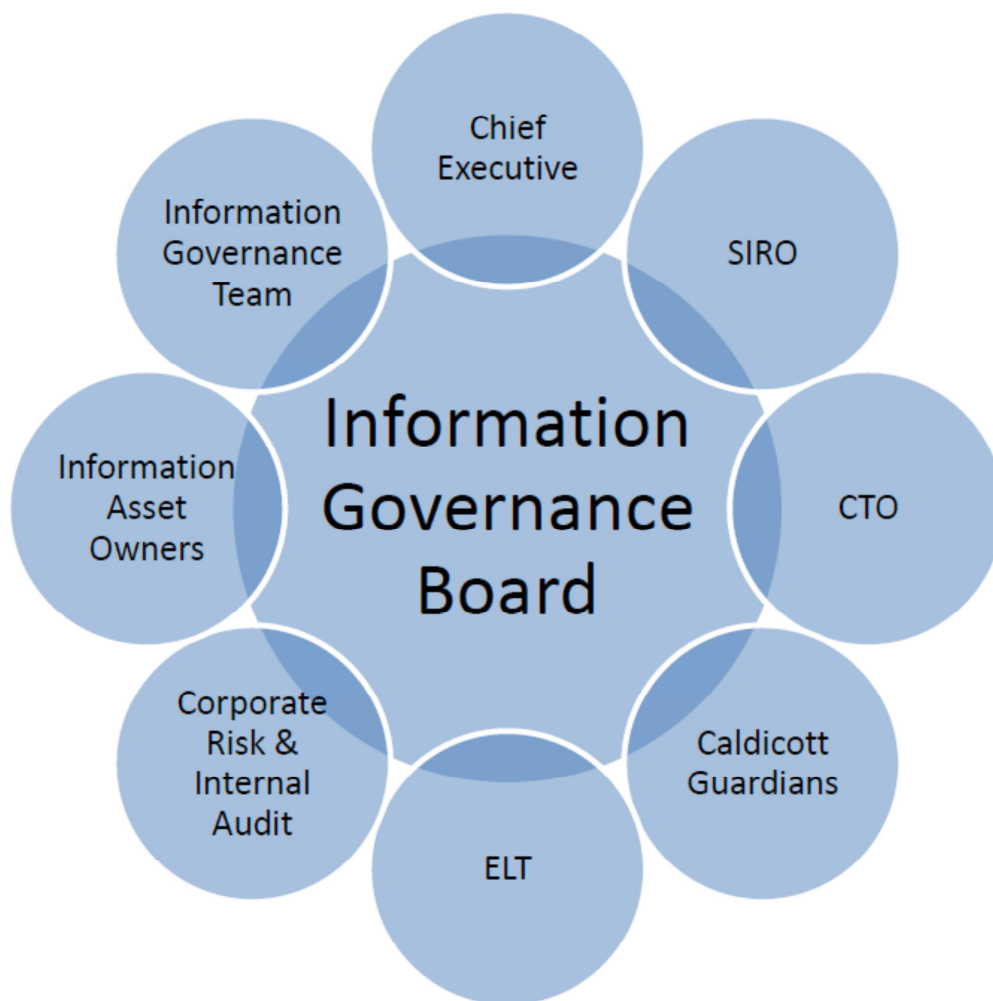 Chief
Executive
SIRO
CTO
Caldicott
Guardians
ELT
Corporate
Risk &
Internal
Audit
Information
Asset
Owners
Information
Governance
Team
Information
Governance
Board